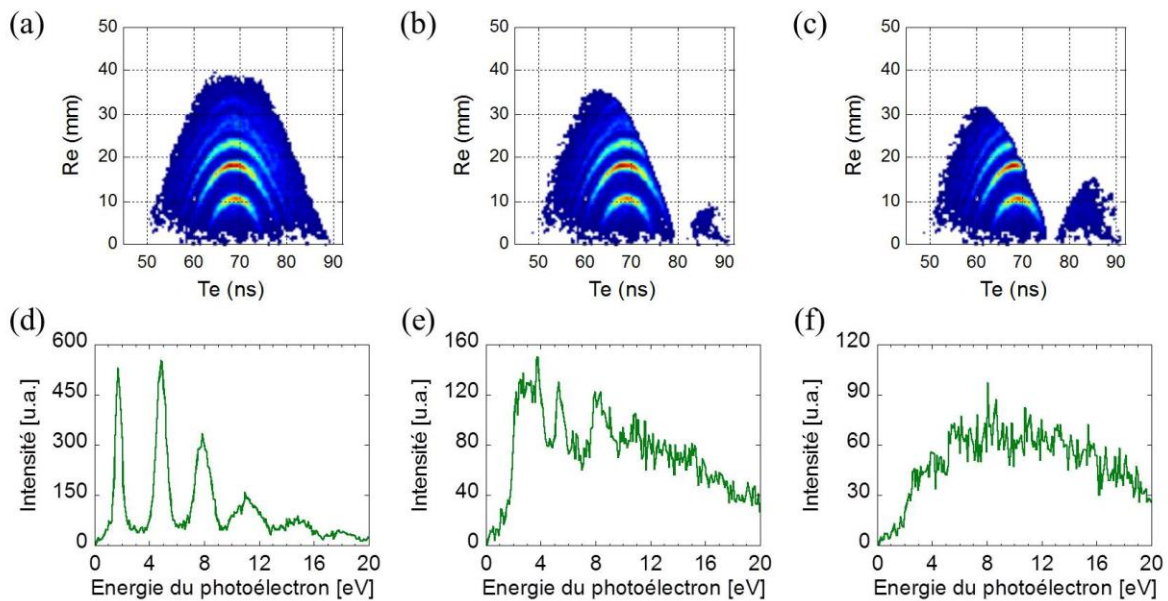 (a)
50
40
30
20
10
0
Re (mm)
50 60 70 80 90
Te (ns)
(b)
50
40
30
20
10
0
Re (mm)
50 60 70 80 90
Te (ns)
(c)
50
40
30
20
10
0
Re (mm)
50 60 70 80 90
Te (ns)
(d)
600
450
300
150
0
Intensité [u.a.]
0 4 8 12 16 20
Energie du photoélectron [eV]
(e)
160
120
80
40
0
Intensité [u.a.]
0 4 8 12 16 20
Energie du photoélectron [eV]
(f)
120
90
60
30
0
Intensité [u.a.]
0 4 8 12 16 20
Energie du photoélectron [eV]